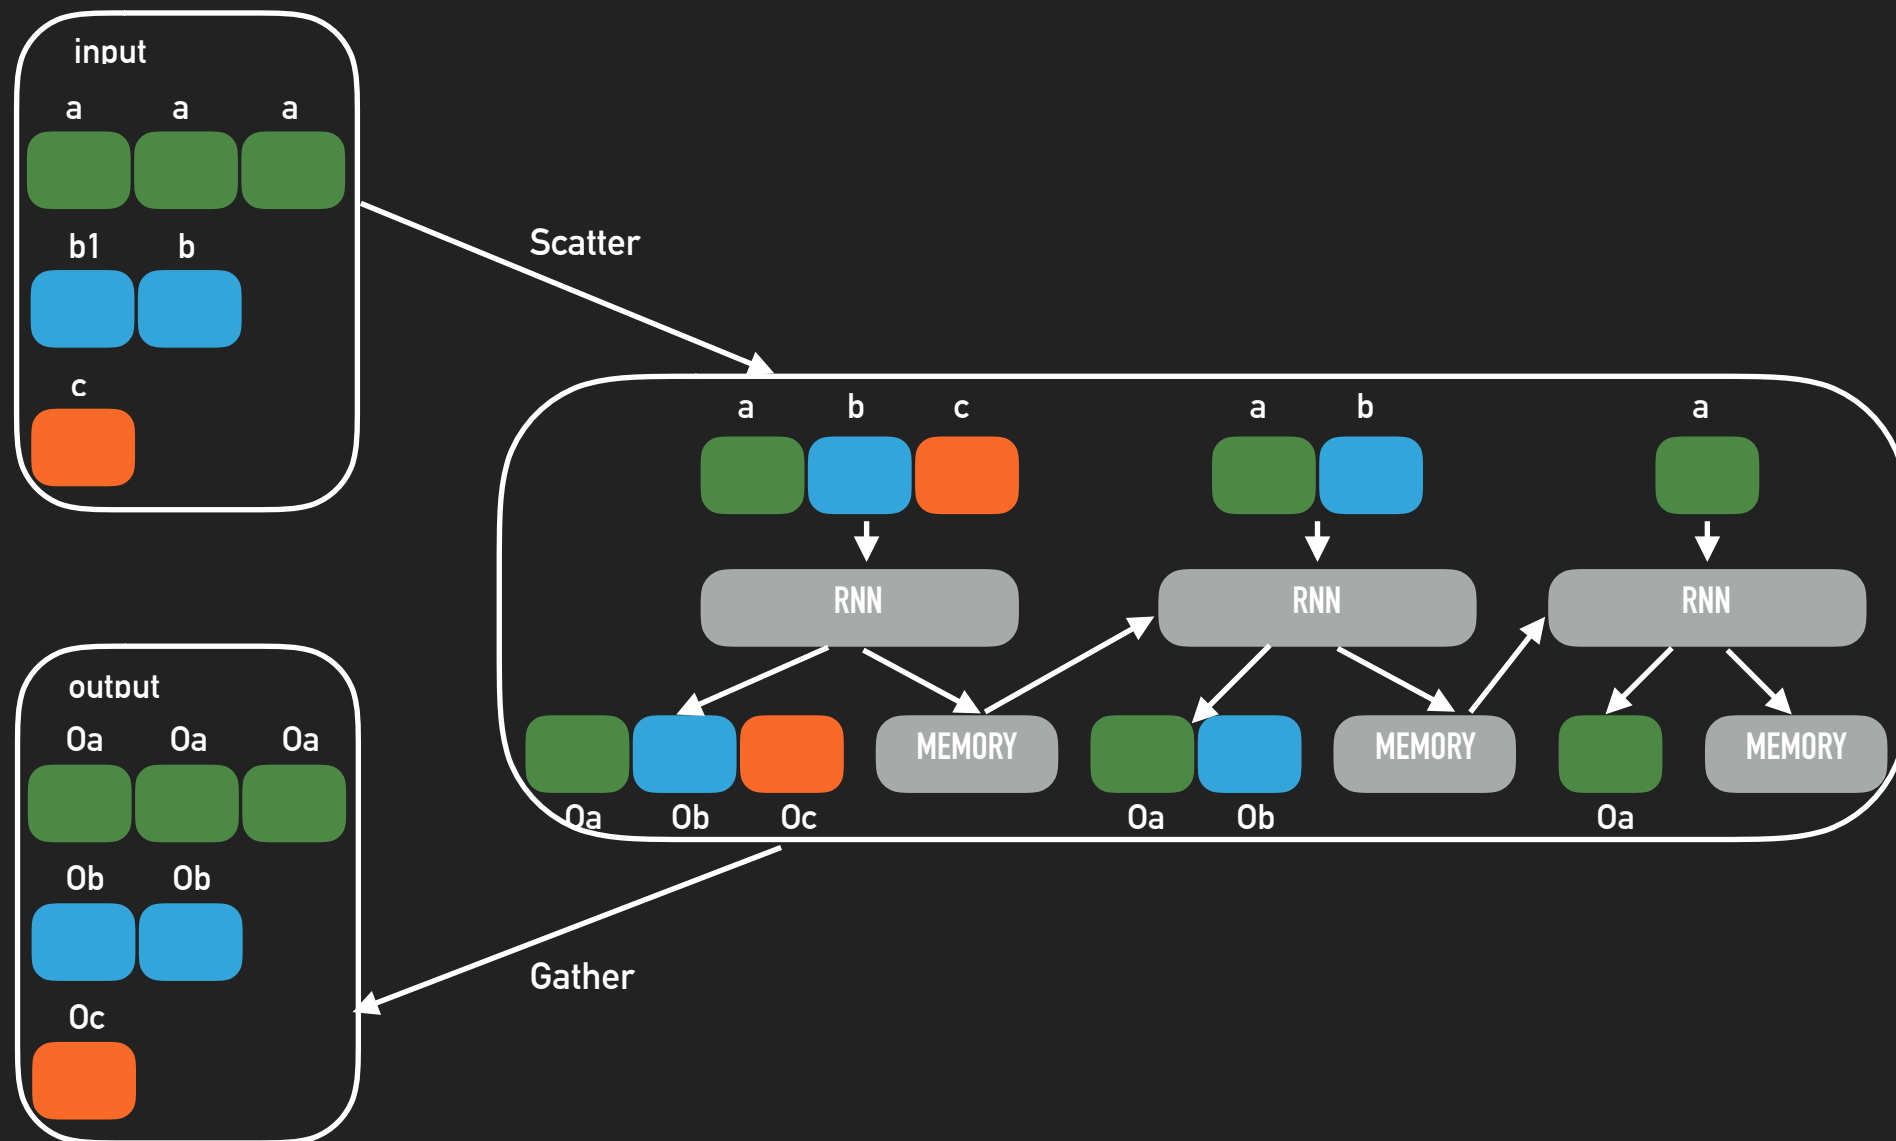 input
a a a
b1 b
c
Scatter
a b c a b a
RNN RNN RNN
MEMORY MEMORY MEMORY
Oa Ob Oc Oa Ob Oa
Gather
output
Oa Oa Oa
Ob Ob
Oc